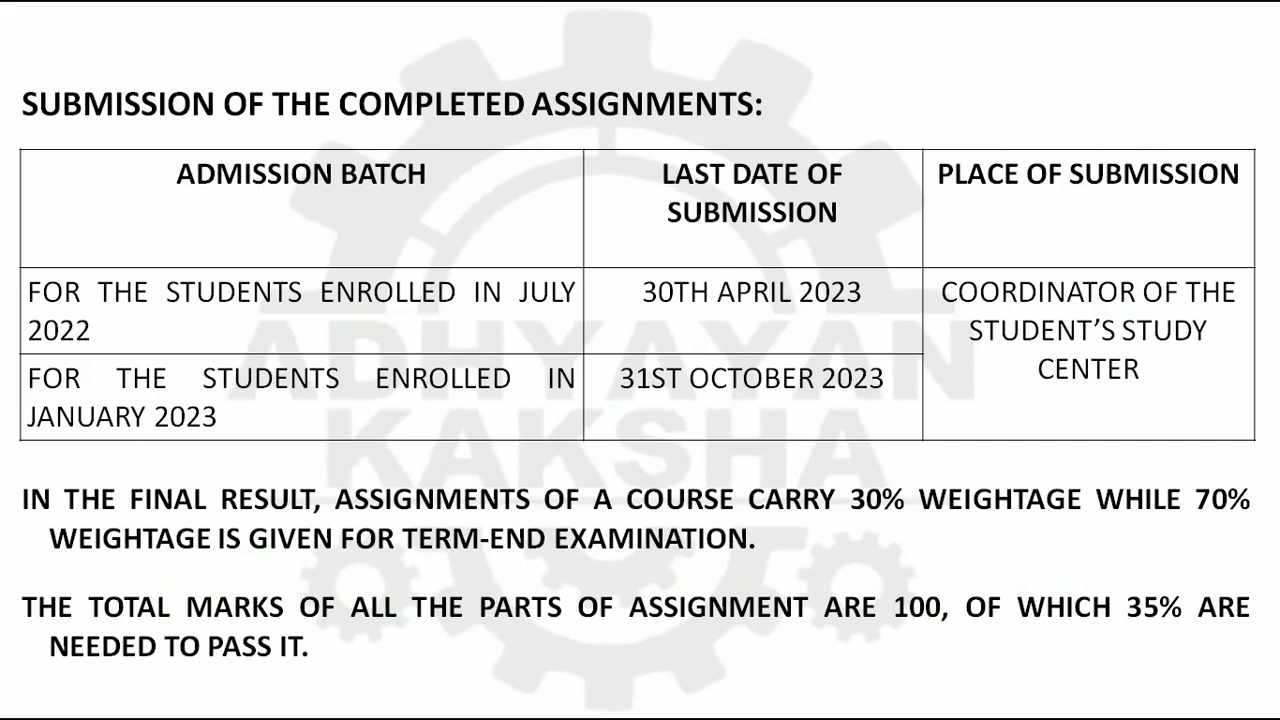 SUBMISSION OF THE COMPLETED ASSIGNMENTS:
ADMISSION BATCH
LAST DATE OF
SUBMISSION
PLACE OF SUBMISSION
FOR THE STUDENTS ENROLLED IN JULY
2022
30TH APRIL 2023
COORDINATOR OF THE
STUDENT’S STUDY
CENTER
FOR THE STUDENTS ENROLLED IN
JANUARY 2023
31ST OCTOBER 2023
ADHYAYAN
KAKSHA
IN THE FINAL RESULT, ASSIGNMENTS OF A COURSE CARRY 30% WEIGHTAGE WHILE 70%
WEIGHTAGE IS GIVEN FOR TERM-END EXAMINATION.
THE TOTAL MARKS OF ALL THE PARTS OF ASSIGNMENT ARE 100, OF WHICH 35% ARE
NEEDED TO PASS IT.